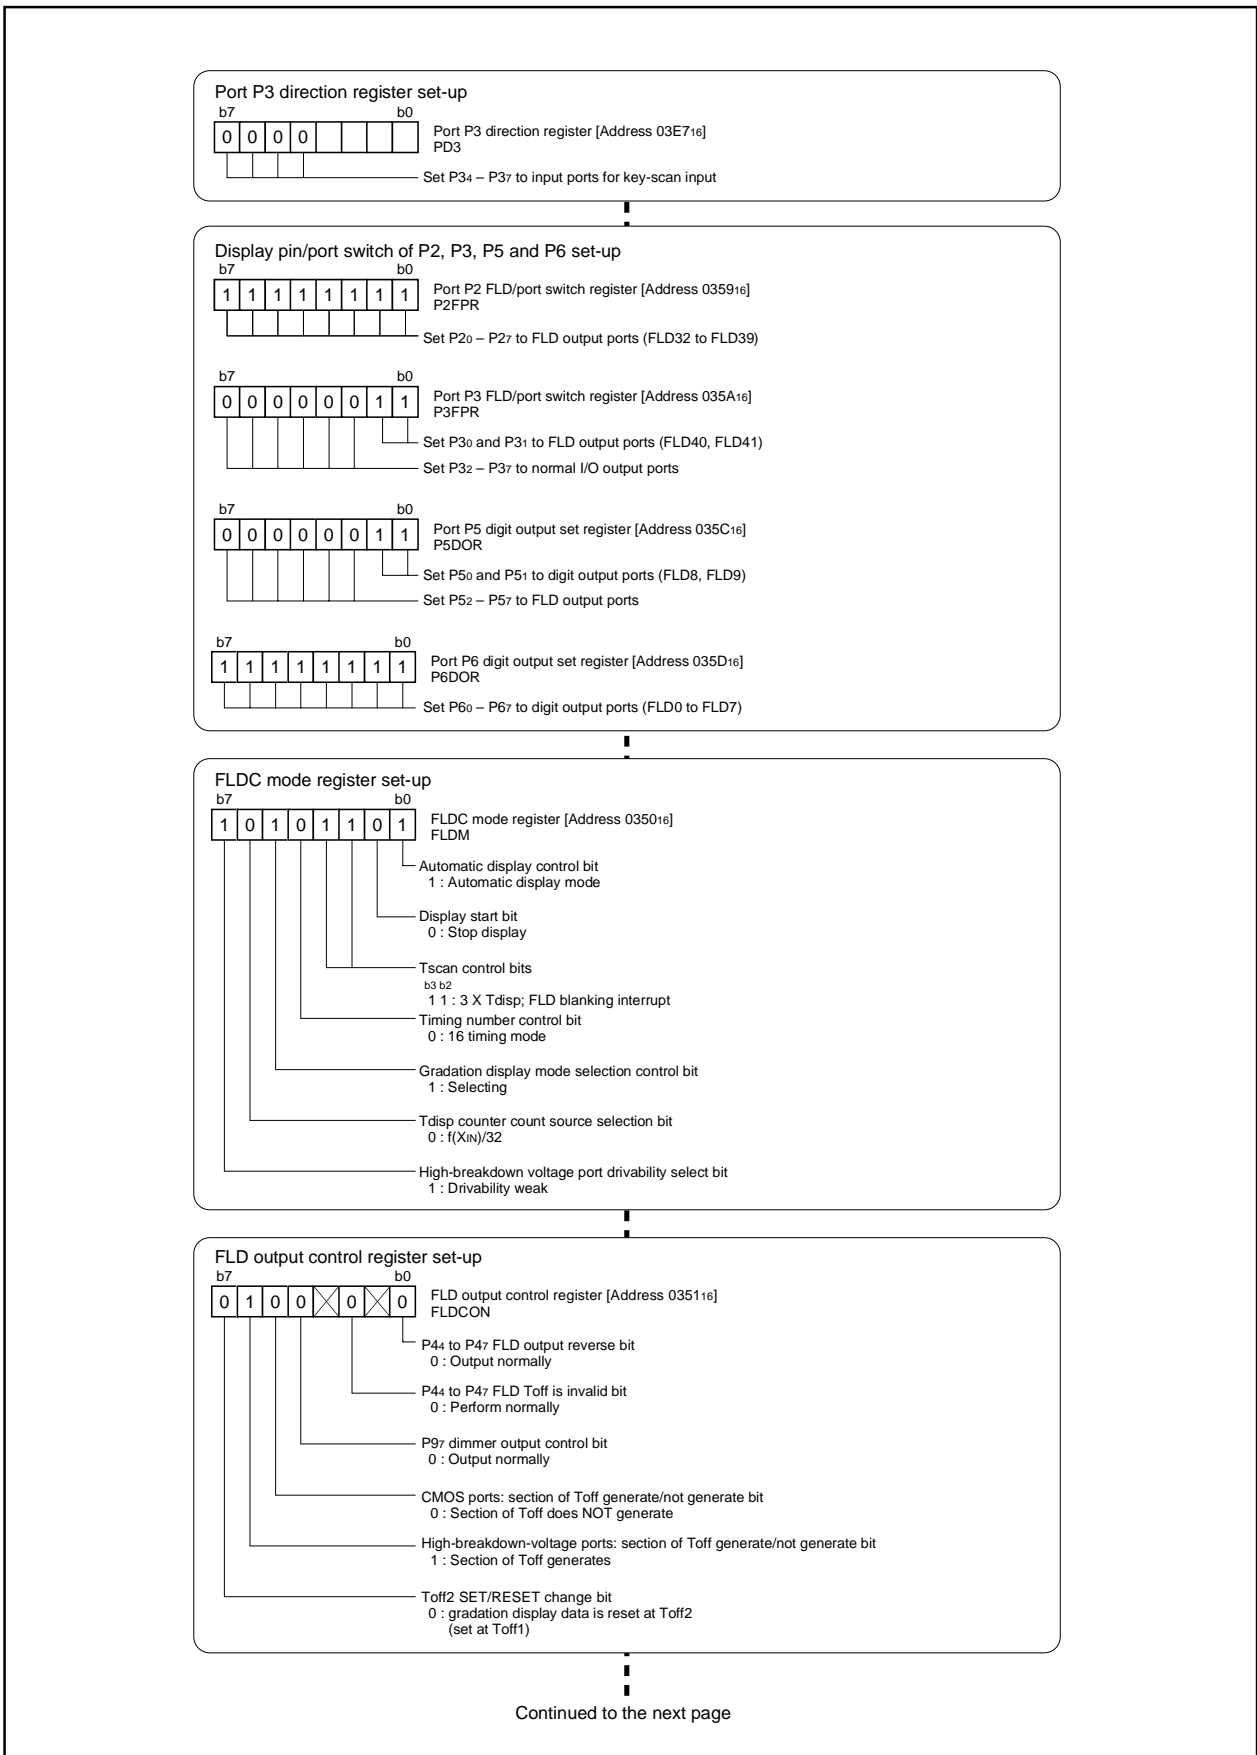 Port P3 direction register set-up
b7 b0
0 0 0 0
Port P3 direction register [Address 03E716]
PD3
Set P34 – P37 to input ports for key-scan input
Display pin/port switch of P2, P3, P5 and P6 set-up
b7 b0
1 1 1 1 1 1 1 1
Port P2 FLD/port switch register [Address 035916]
P2FPR
Set P20 – P27 to FLD output ports (FLD32 to FLD39)
b7 b0
0 0 0 0 0 0 1 1
Port P3 FLD/port switch register [Address 035A16]
P3FPR
Set P30 and P31 to FLD output ports (FLD40, FLD41)
Set P32 – P37 to normal I/O output ports
b7 b0
0 0 0 0 0 0 1 1
Port P5 digit output set register [Address 035C16]
P5DOR
Set P50 and P51 to digit output ports (FLD8, FLD9)
Set P52 – P57 to FLD output ports
b7 b0
1 1 1 1 1 1 1 1
Port P6 digit output set register [Address 035D16]
P6DOR
Set P60 – P67 to digit output ports (FLD0 to FLD7)
FLDC mode register set-up
b7 b0
1 0 1 0 1 1 0 1
FLDC mode register [Address 035016]
FLDM
Automatic display control bit
1 : Automatic display mode
Display start bit
0 : Stop display
Tscan control bits
b3 b2
1 1 : 3 X Tdisp; FLD blanking interrupt
Timing number control bit
0 : 16 timing mode
Gradation display mode selection control bit
1 : Selecting
Tdisp counter count source selection bit
0 : f(XIN)/32
High-breakdown voltage port drivability select bit
1 : Drivability weak
FLD output control register set-up
b7 b0
0 1 0 0 0 0
FLD output control register [Address 035116]
FLDCON
P44 to P47 FLD output reverse bit
0 : Output normally
P44 to P47 FLD Toff is invalid bit
0 : Perform normally
P97 dimmer output control bit
0 : Output normally
CMOS ports: section of Toff generate/not generate bit
0 : Section of Toff does NOT generate
High-breakdown-voltage ports: section of Toff generate/not generate bit
1 : Section of Toff generates
Toff2 SET/RESET change bit
0 : gradation display data is reset at Toff2
(set at Toff1)
Continued to the next page